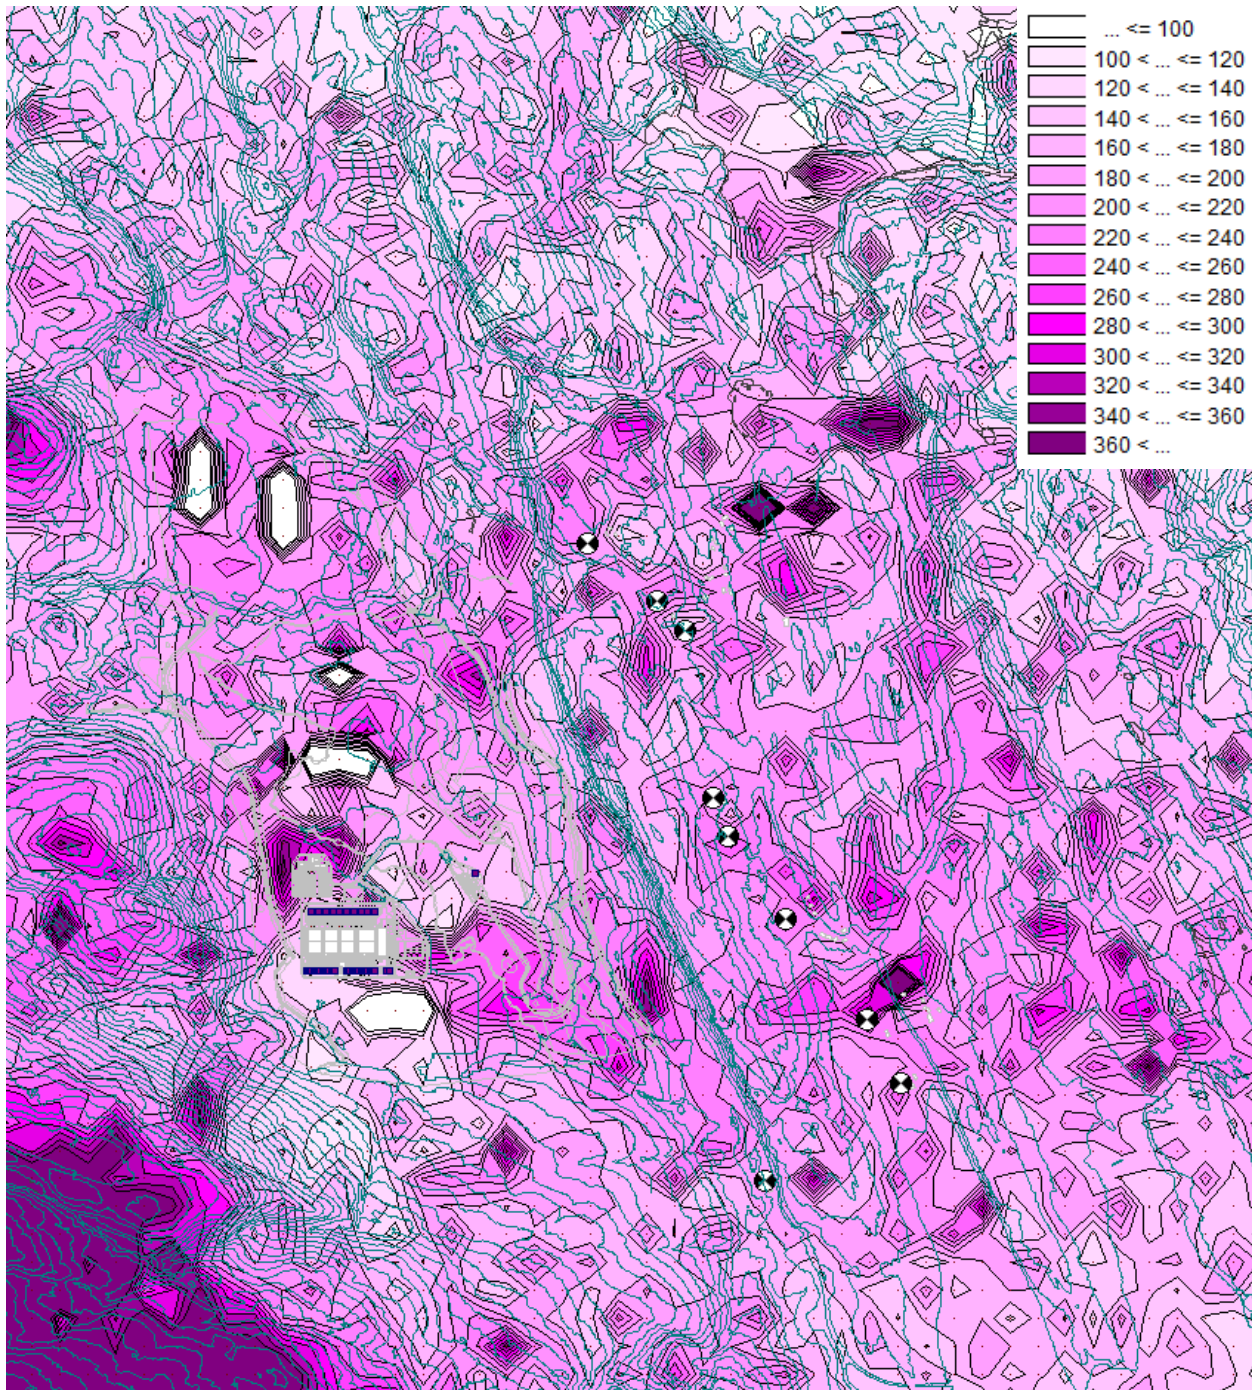 ... <= 100
100 < ... <= 120
120 < ... <= 140
140 < ... <= 160
160 < ... <= 180
180 < ... <= 200
200 < ... <= 220
220 < ... <= 240
240 < ... <= 260
260 < ... <= 280
280 < ... <= 300
300 < ... <= 320
320 < ... <= 340
340 < ... <= 360
360 < ...